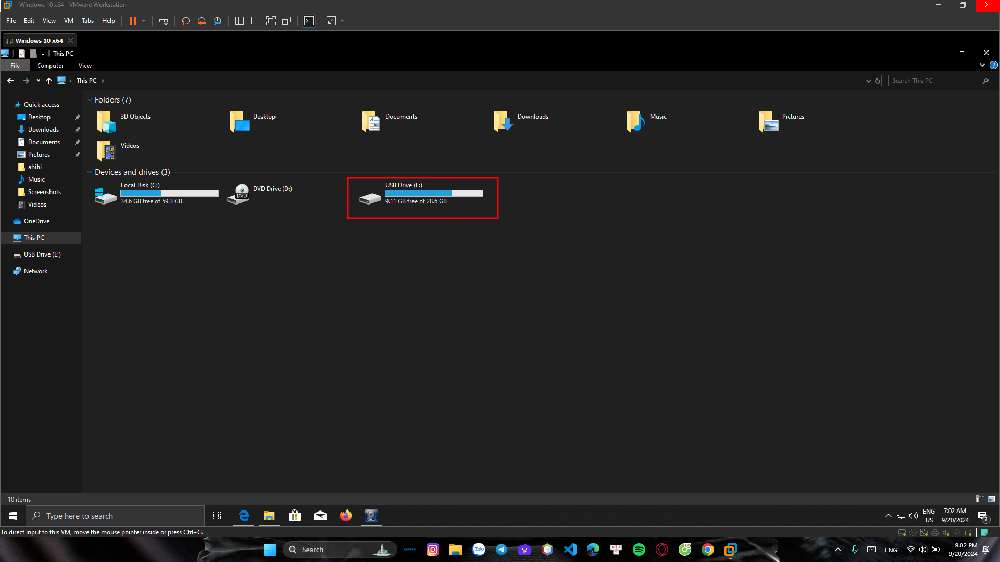 Windows 10 x64 - VMware Workstation
File Edit View VM Tabs Help
Windows 10 x64
This PC
File Computer View
This PC
Search This PC
Quick access
Desktop
Downloads
Documents
Pictures
ahihi
Music
Screenshots
Videos
OneDrive
This PC
USB Drive (E:)
Network
Folders (7)
3D Objects
Desktop
Documents
Downloads
Music
Pictures
Videos
Devices and drives (3)
Local Disk (C:)
34.6 GB free of 59.3 GB
DVD
DVD Drive (D:)
USB Drive (E:)
9.11 GB free of 28.6 GB
10 items
Type here to search
ENG
US
7:02 AM
9/20/2024
2
To direct input to this VM, move the mouse pointer inside or press Ctrl+G.
Search
Zalo
ENG
9:02 PM
9/20/2024